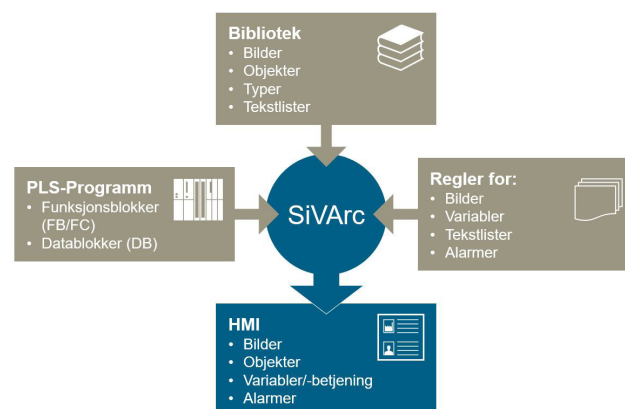 Bibliotek
• Bilder
• Objekter
• Typer
• Tekstlister
PLS-Programm
• Funksjonsblokker
(FB/FC)
• Datablokker (DB)
SiVArc
Regler for:
• Bilder
• Variabler
• Tekstlister
• Alarmer
HMI
• Bilder
• Objekter
• Variabler/-betjening
• Alarmer